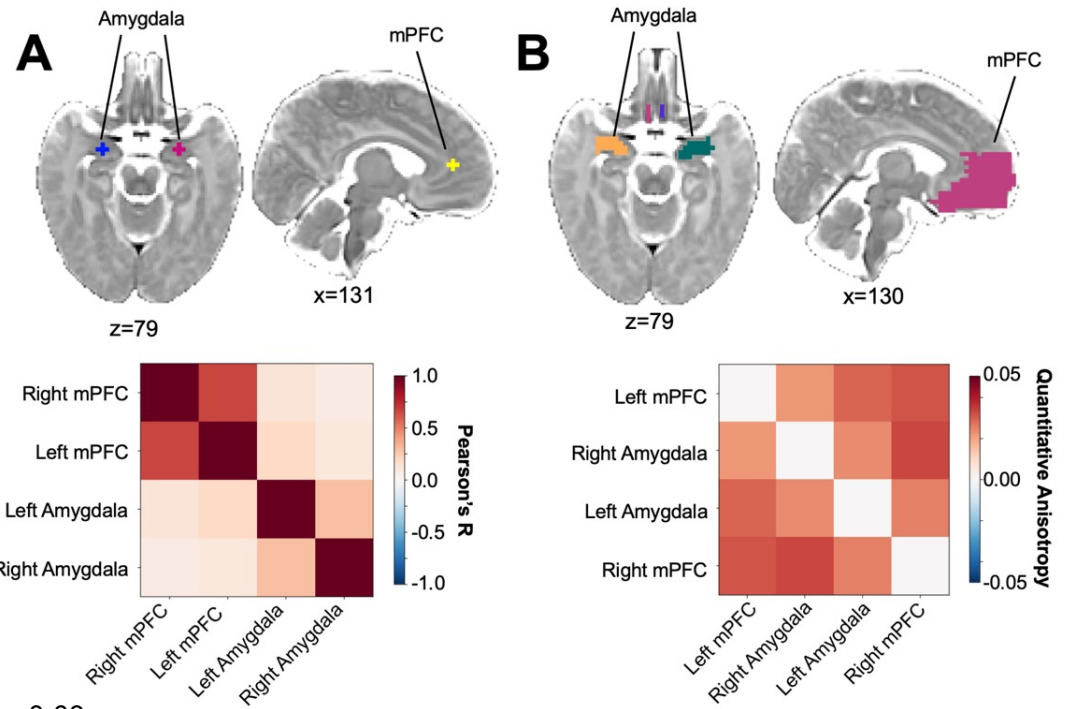 A
Amygdala
mPFC
z=79
x=131
Right mPFC
Left mPFC
Left Amygdala
Right Amygdala
Right mPFC
Left mPFC
Left Amygdala
Right Amygdala
1.0
0.5
0.0
-0.5
-1.0
Pearson's R
B
Amygdala
mPFC
z=79
x=130
Left mPFC
Right Amygdala
Left Amygdala
Right mPFC
Left mPFC
Right Amygdala
Left Amygdala
Right mPFC
0.05
0.00
-0.05
Quantitative Anisotropy